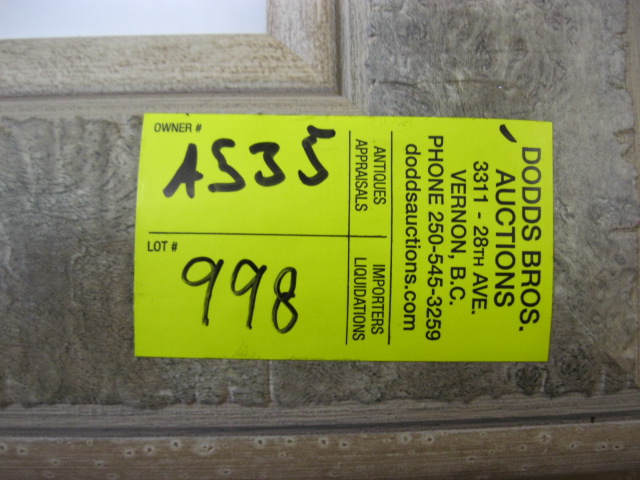 DODDS BROS.
AUCTIONS
3311 - 28TH AVE.
VERNON, B.C.
PHONE 250-545-3259
doddsauctions.com
ANTIQUES
APPRAISALS
IMPORTERS
LIQUIDATIONS
OWNER #
A535
LOT #
998